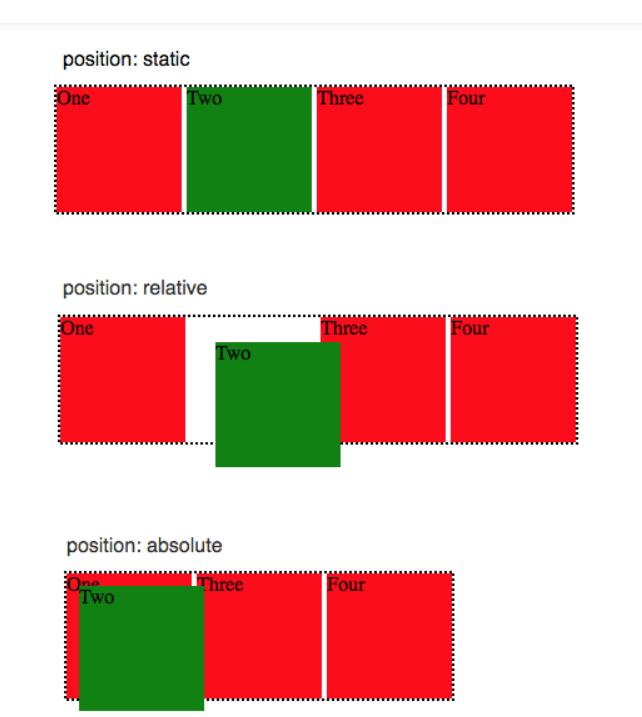 position: static
One Two Three Four
position: relative
One Three Four
Two
position: absolute
One Three Four
Two